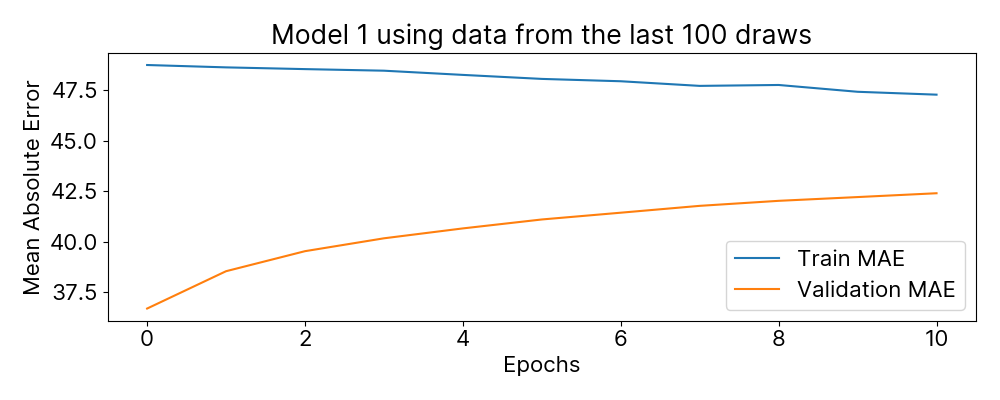 Model 1 using data from the last 100 draws
Mean Absolute Error
47.5
45.0
42.5
40.0
37.5
Train MAE
Validation MAE
0 2 4 6 8 10
Epochs